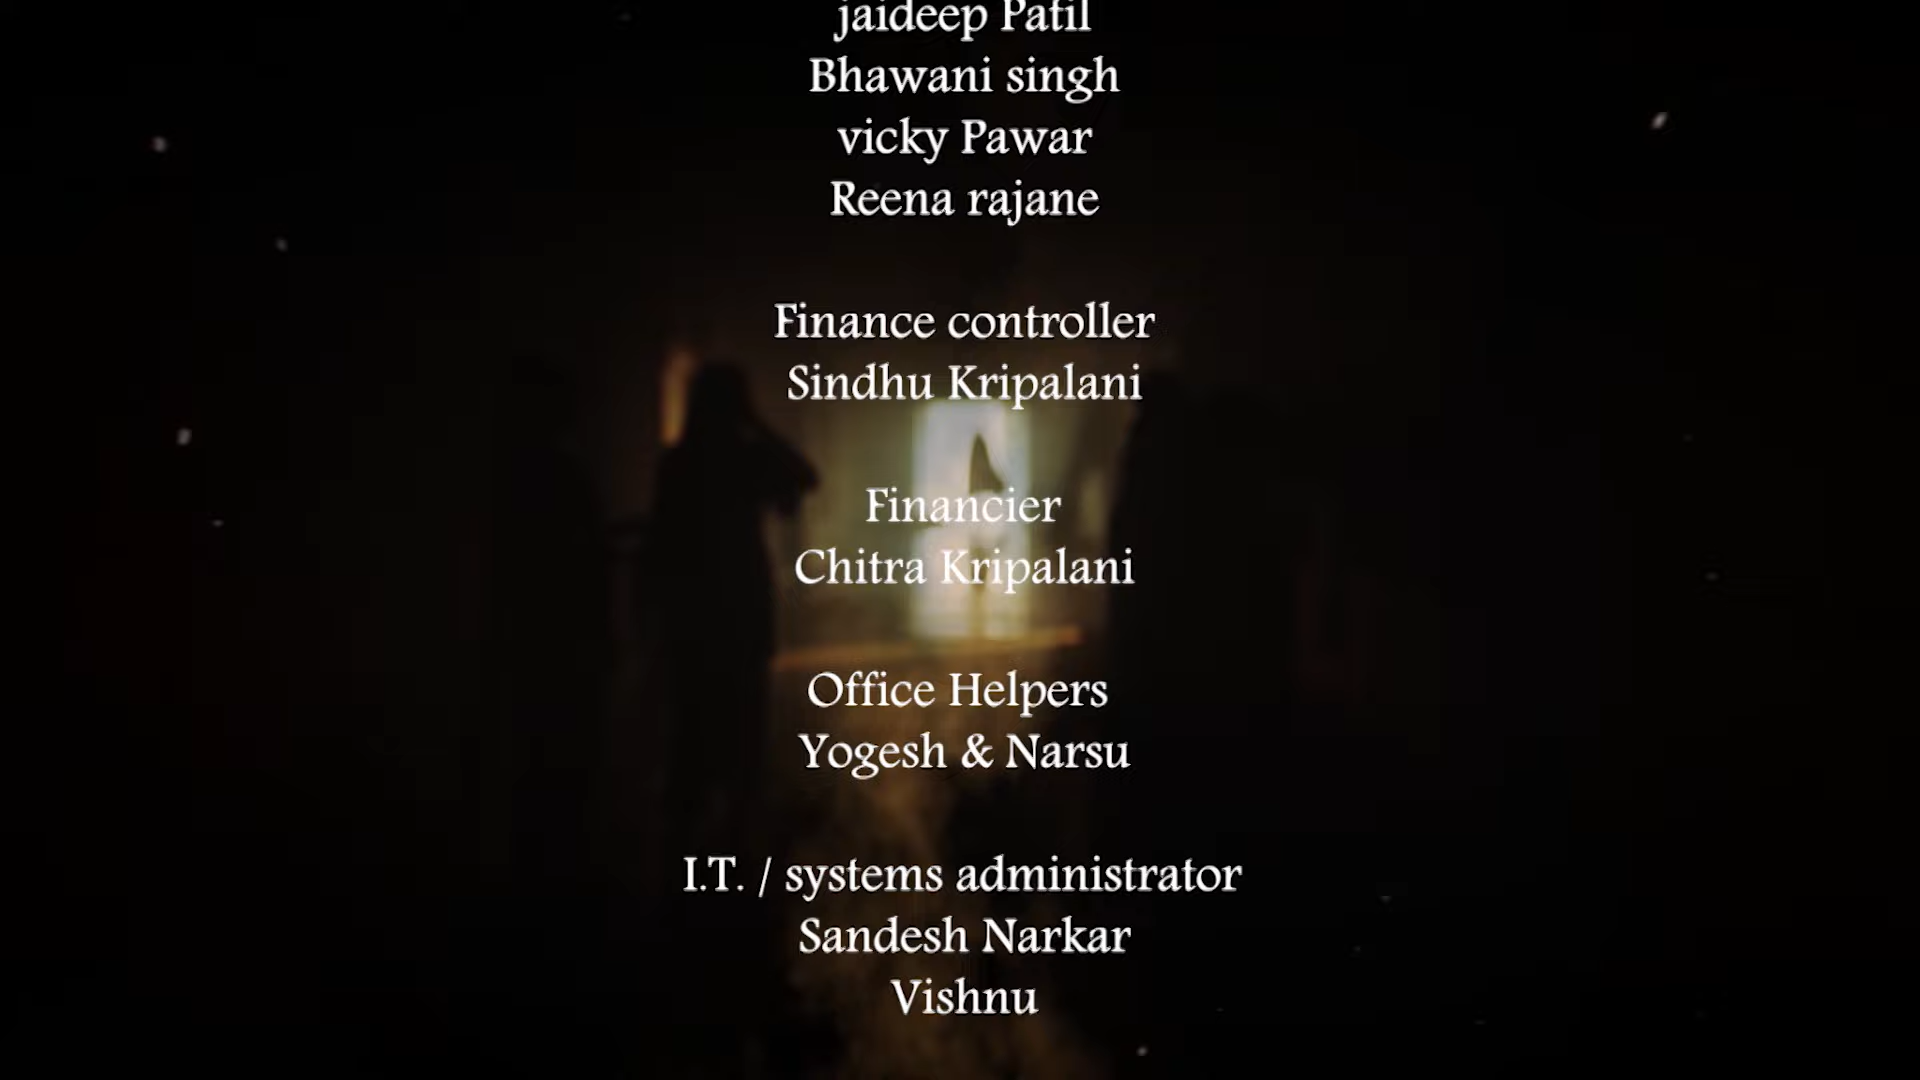 jaideep Patil
Bhawani singh
vicky Pawar
Reena rajane
Finance controller
Sindhu Kripalani
Financier
Chitra Kripalani
Office Helpers
Yogesh & Narsu
I.T. / systems administrator
Sandesh Narkar
Vishnu